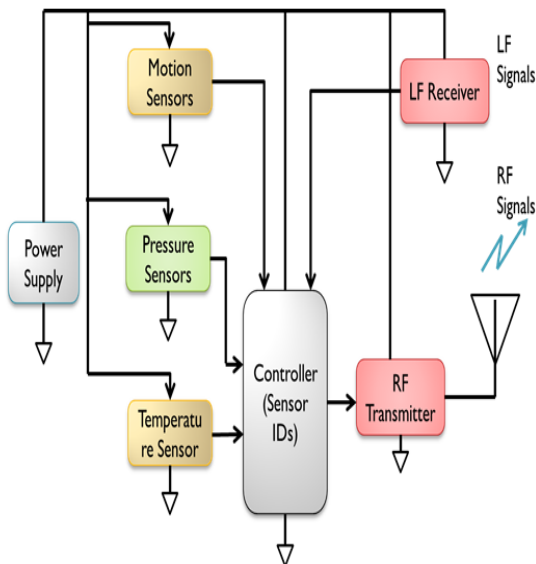 Motion
Sensors
LF Receiver
LF
Signals
RF
Signals
Power
Supply
Pressure
Sensors
Controller
(Sensor
IDs)
RF
Transmitter
Temperatu
re Sensor